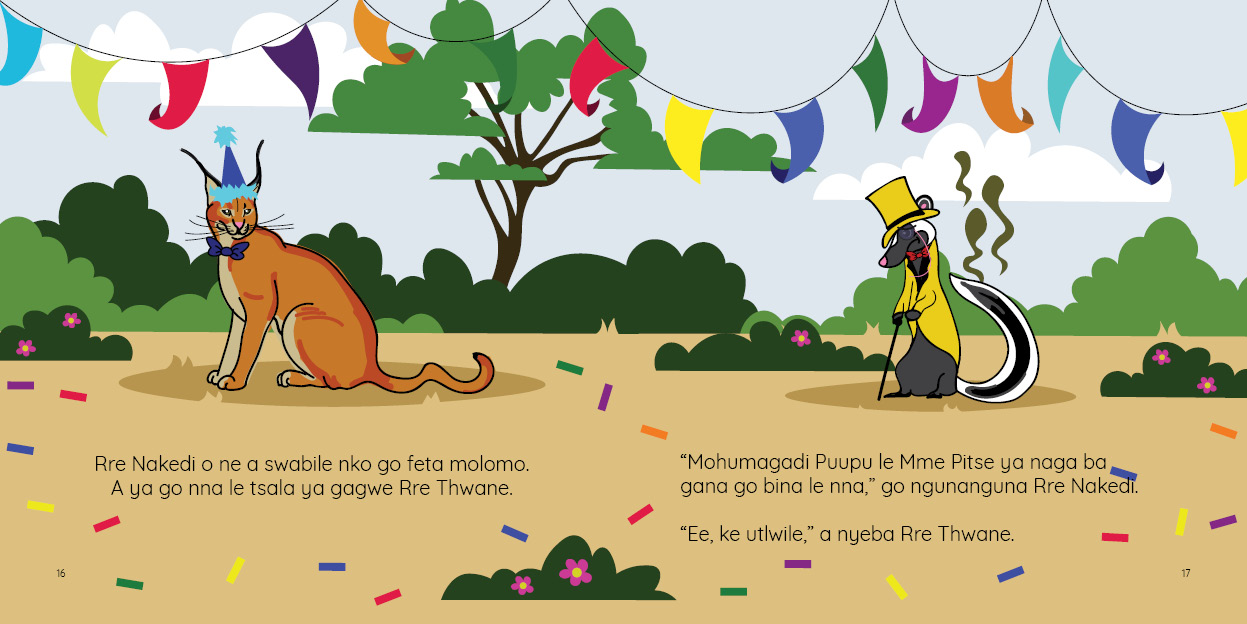 Rre Nakedi o ne a swabile nko go feta molomo.
A ya go nna le tsala ya gagwe Rre Thwane.
16
“Mohumagadi Puupu le Mme Pitse ya naga ba
gana go bina le nna,” go ngunanguna Rre Nakedi.
“Ee, ke utlwile,” a nyeba Rre Thwane.
17